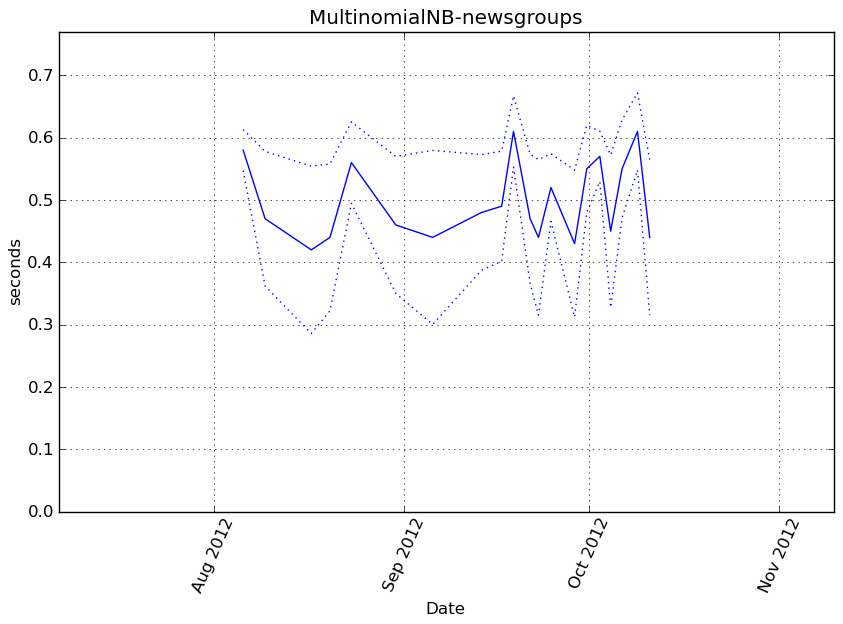 MultinomialNB-newsgroups
0.7
0.6
0.5
0.4
0.3
0.2
0.1
0.0
seconds
Aug 2012
Sep 2012
Oct 2012
Nov 2012
Date